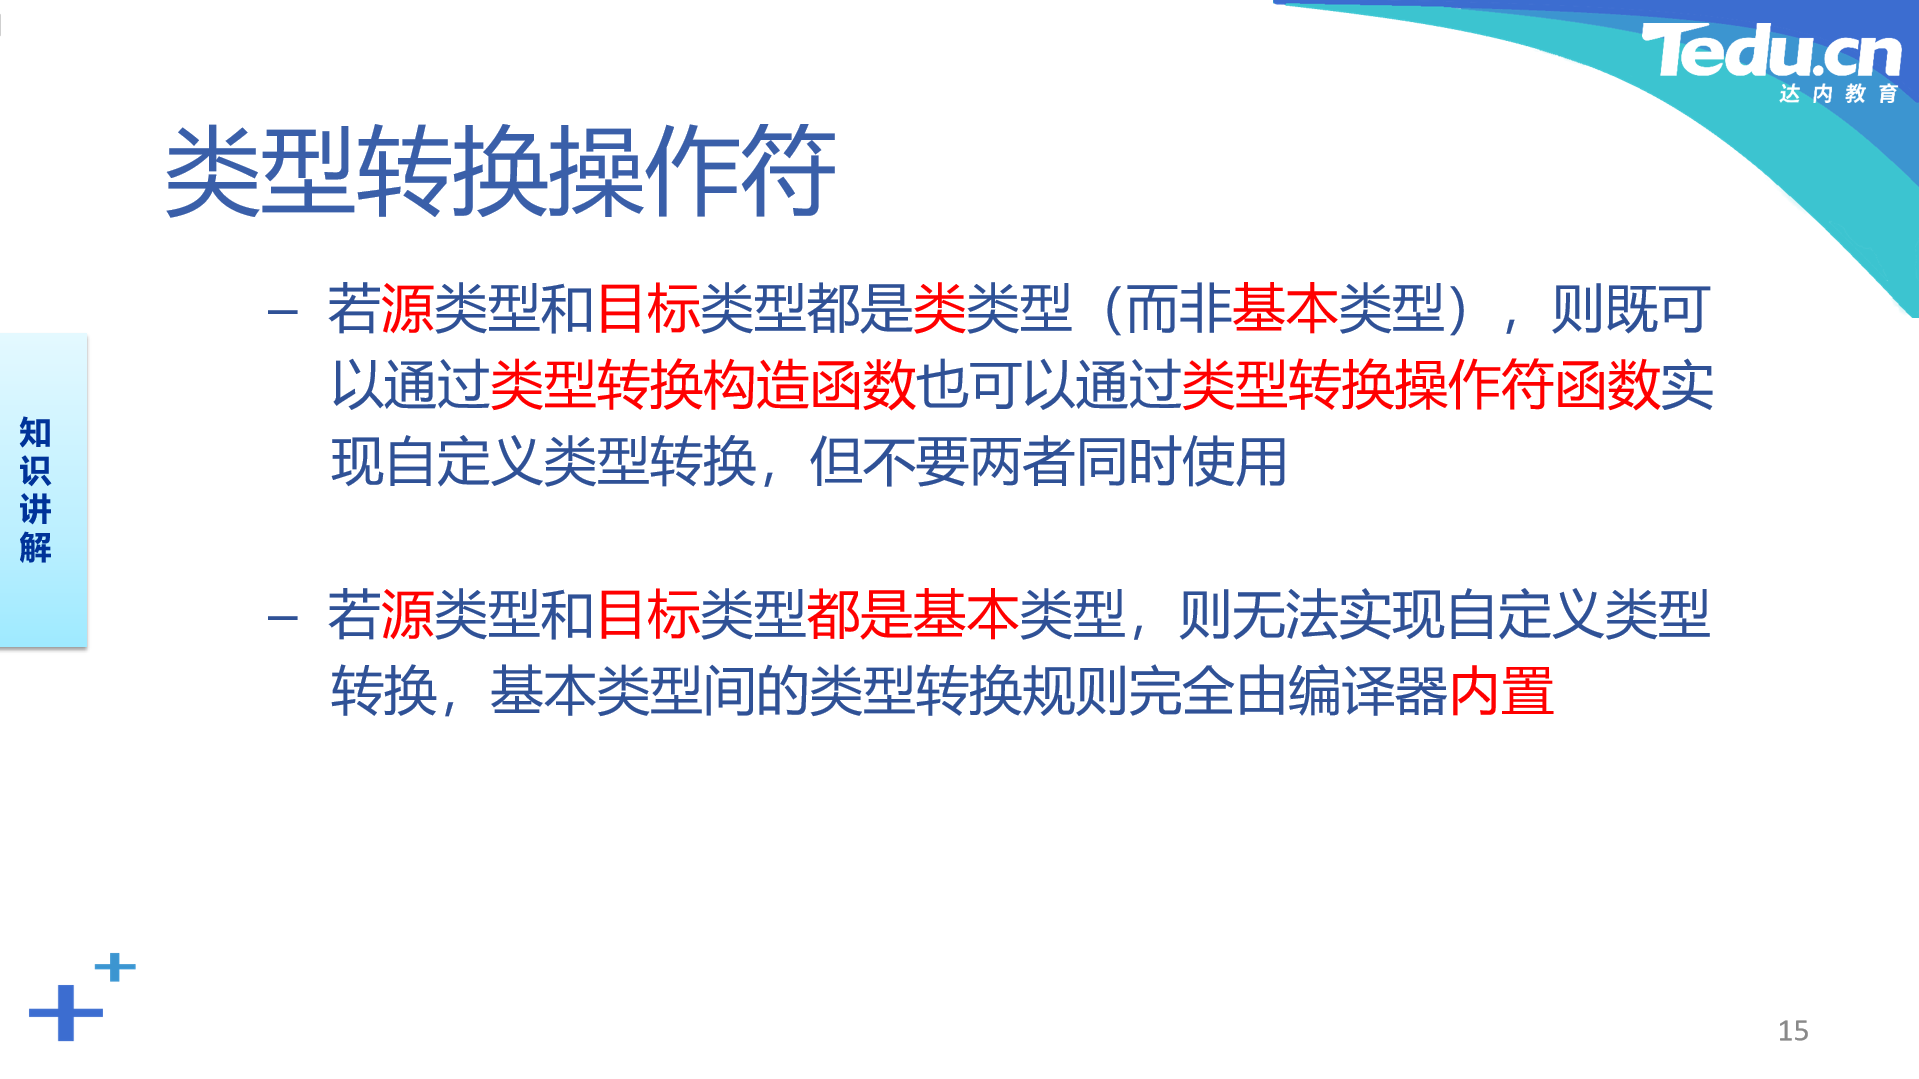 Tedu.cn
达内教育
类型转换操作符
– 若源类型和目标类型都是类类型（而非基本类型），则既可
以通过类型转换构造函数也可以通过类型转换操作符函数实
现自定义类型转换，但不要两者同时使用
– 若源类型和目标类型都是基本类型，则无法实现自定义类型
转换，基本类型间的类型转换规则完全由编译器内置
知
识
讲
解
15